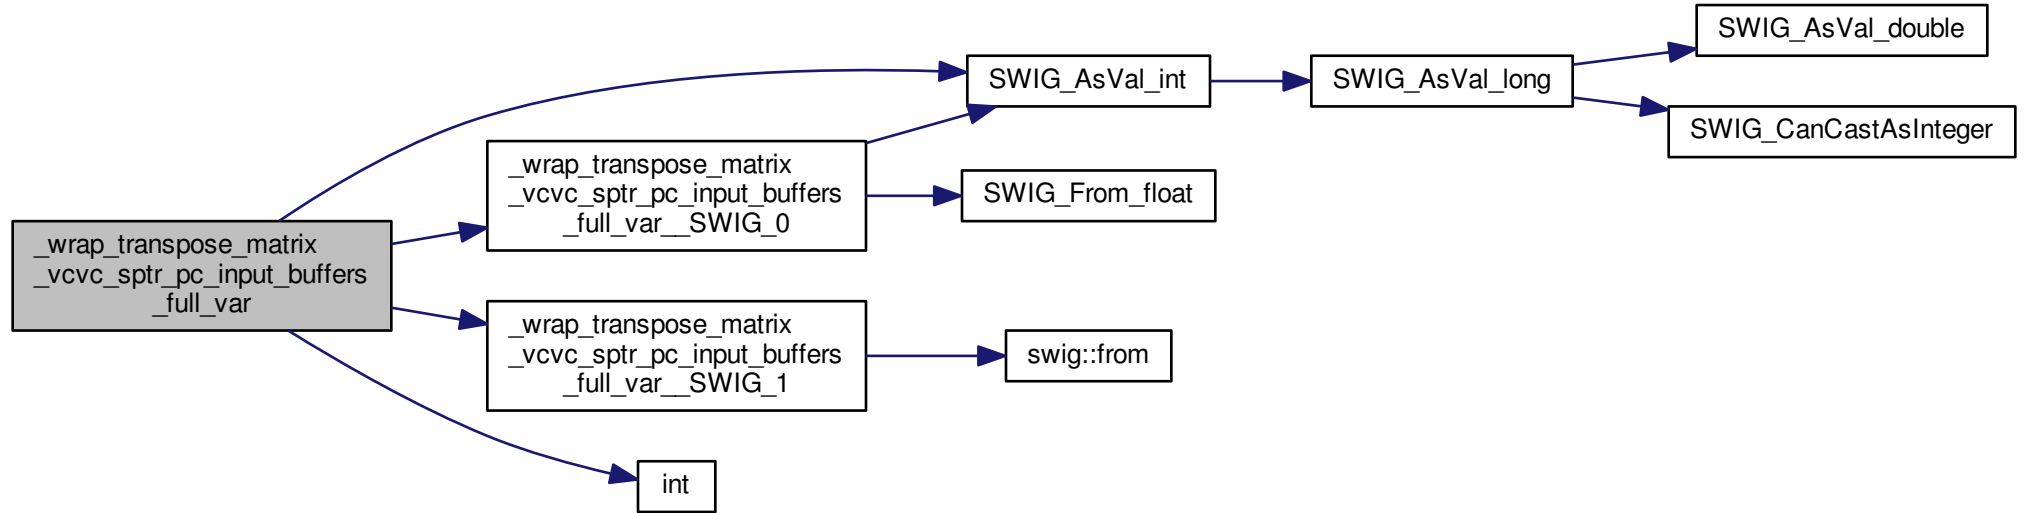 _wrap_transpose_matrix
_vcvc_sptr_pc_input_buffers
_full_var
_wrap_transpose_matrix
_vcvc_sptr_pc_input_buffers
_full_var__SWIG_0
_wrap_transpose_matrix
_vcvc_sptr_pc_input_buffers
_full_var__SWIG_1
int
SWIG_AsVal_int
SWIG_From_float
swig::from
SWIG_AsVal_long
SWIG_AsVal_double
SWIG_CanCastAsInteger